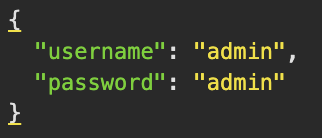 {
  "username": "admin",
  "password": "admin"
}